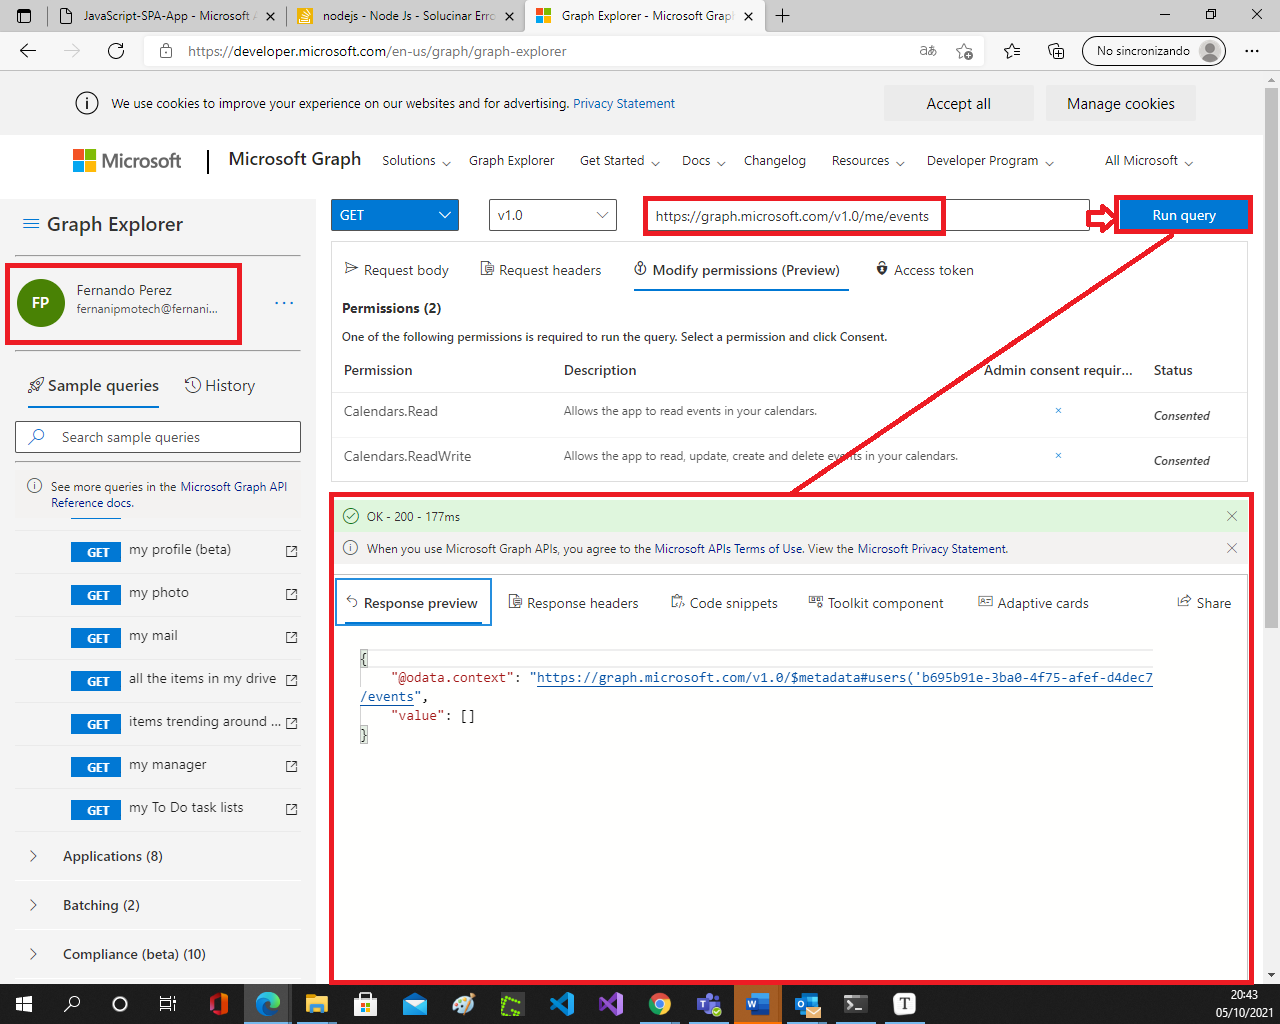 JavaScript-SPA-App - Microsoft A
nodejs - Node Js - Solucinar Erro
Graph Explorer - Microsoft Graph
https://developer.microsoft.com/en-us/graph/graph-explorer
No sincronizando
We use cookies to improve your experience on our websites and for advertising. Privacy Statement
Accept all
Manage cookies
Microsoft
Microsoft Graph
Solutions
Graph Explorer
Get Started
Docs
Changelog
Resources
Developer Program
All Microsoft
Graph Explorer
GET
v1.0
https://graph.microsoft.com/v1.0/me/events
Run query
FP
Fernando Perez
fernanipmotech@fernani...
Request body
Request headers
Modify permissions (Preview)
Access token
Permissions (2)
One of the following permissions is required to run the query. Select a permission and click Consent.
Permission
Description
Admin consent requir...
Status
Calendars.Read
Allows the app to read events in your calendars.
Consented
Calendars.ReadWrite
Allows the app to read, update, create and delete events in your calendars.
Consented
Sample queries
History
Search sample queries
See more queries in the Microsoft Graph API
Reference docs.
GET my profile (beta)
GET my photo
GET my mail
GET all the items in my drive
GET items trending around ...
GET my manager
GET my To Do task lists
Applications (8)
Batching (2)
Compliance (beta) (10)
OK - 200 - 177ms
When you use Microsoft Graph APIs, you agree to the Microsoft APIs Terms of Use. View the Microsoft Privacy Statement.
Response preview
Response headers
Code snippets
Toolkit component
Adaptive cards
Share
{
"@odata.context": "https://graph.microsoft.com/v1.0/$metadata#users('b695b91e-3ba0-4f75-afef-d4dec7
/events",
"value": []
}
20:43
05/10/2021